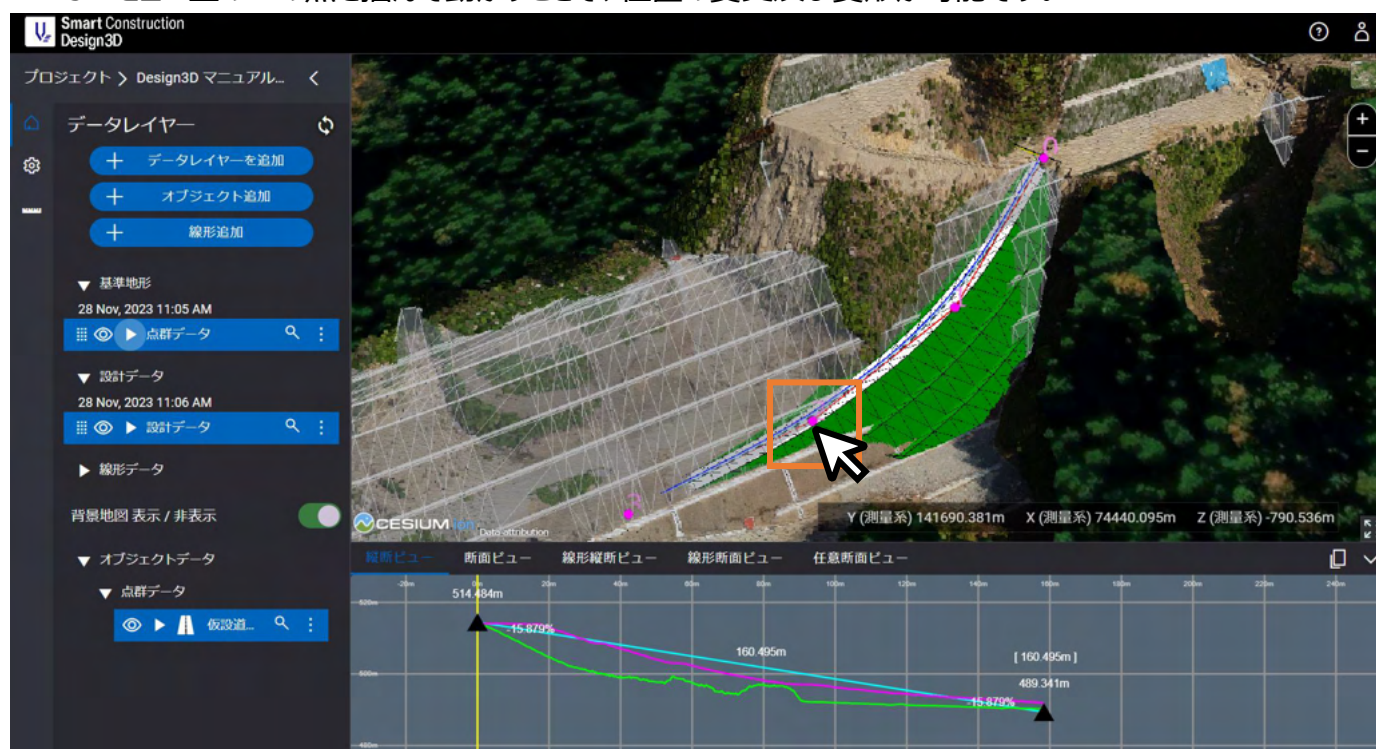 Smart Construction
Design3D
プロジェクト > Design3D マニュアル...
データレイヤー
データレイヤーを追加
オブジェクト追加
線形追加
基準地形
28 Nov, 2023 11:05 AM
点群データ
設計データ
28 Nov, 2023 11:06 AM
設計データ
線形データ
背景地図 表示 / 非表示
オブジェクトデータ
点群データ
仮設道...
CESIUM ion
Data attribution
Y (測量系) 141690.381m X (測量系) 74440.095m Z (測量系) -790.536m
縦断ビュー 断面ビュー 線形縦断ビュー 線形断面ビュー 任意断面ビュー
-20m 0m 20m 40m 60m 80m 100m 120m 140m 160m 180m 200m 220m 240m
514.484m
520m
-15.879%
160.495m
[ 160.495m ]
500m
489.341m
-15.879%
480m